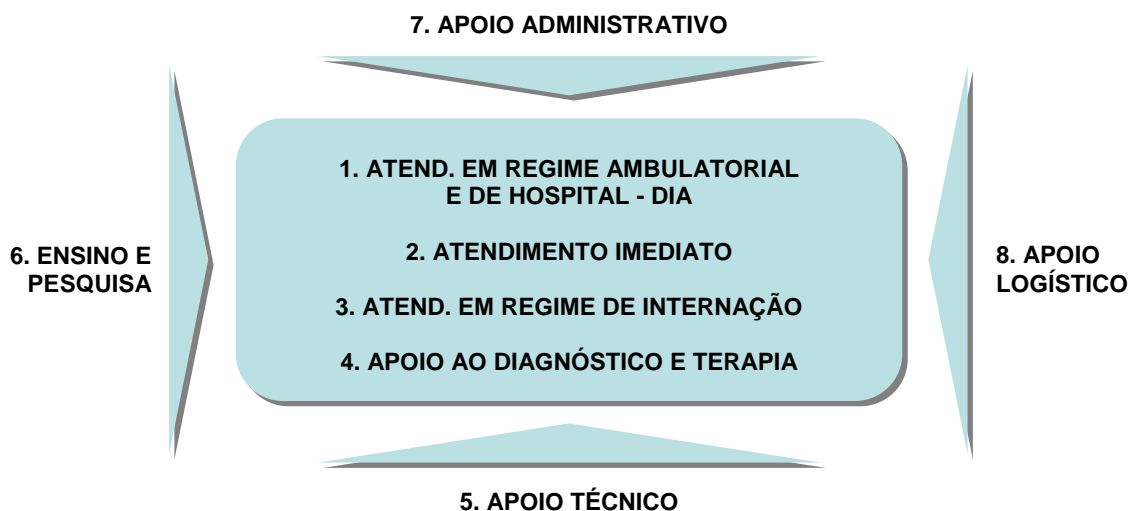 7. APOIO ADMINISTRATIVO
1. ATEND. EM REGIME AMBULATORIAL
E DE HOSPITAL - DIA
2. ATENDIMENTO IMEDIATO
3. ATEND. EM REGIME DE INTERNAÇÃO
4. APOIO AO DIAGNÓSTICO E TERAPIA
6. ENSINO E
PESQUISA
8. APOIO
LOGÍSTICO
5. APOIO TÉCNICO